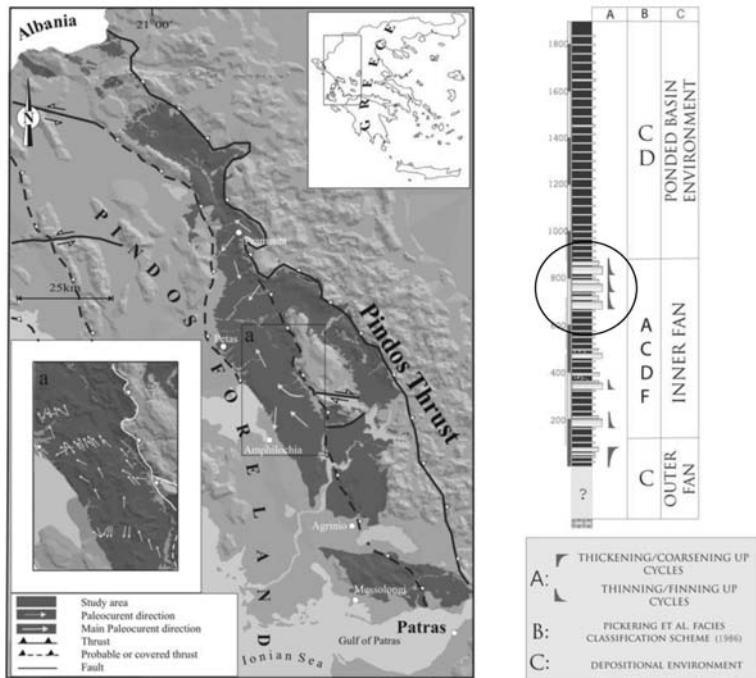 Albania
21°00'
GREECE
N
PINDOS FORELAND
25km
Petas
a
Pindos Thrust
a
Amphilochia
Agrinio
Messolongi
Patras
Gulf of Patras
Ionian Sea
Study area
Paleocurent direction
Main Paleocurent direction
Thrust
Probable or covered thrust
Fault
A B C
1800
1600
1400
1200
1000
800
600
400
200
?
C
D
PONDED BASIN
ENVIRONMENT
A
C
D
F
INNER FAN
C
OUTER
FAN
A:
THICKENING/COARSENING UP
CYCLES
THINNING/FINNING UP
CYCLES
B:
PICKERING ET AL. FACIES
CLASSIFICATION SCHEME (1986)
C:
DEPOSITIONAL ENVIRONMENT